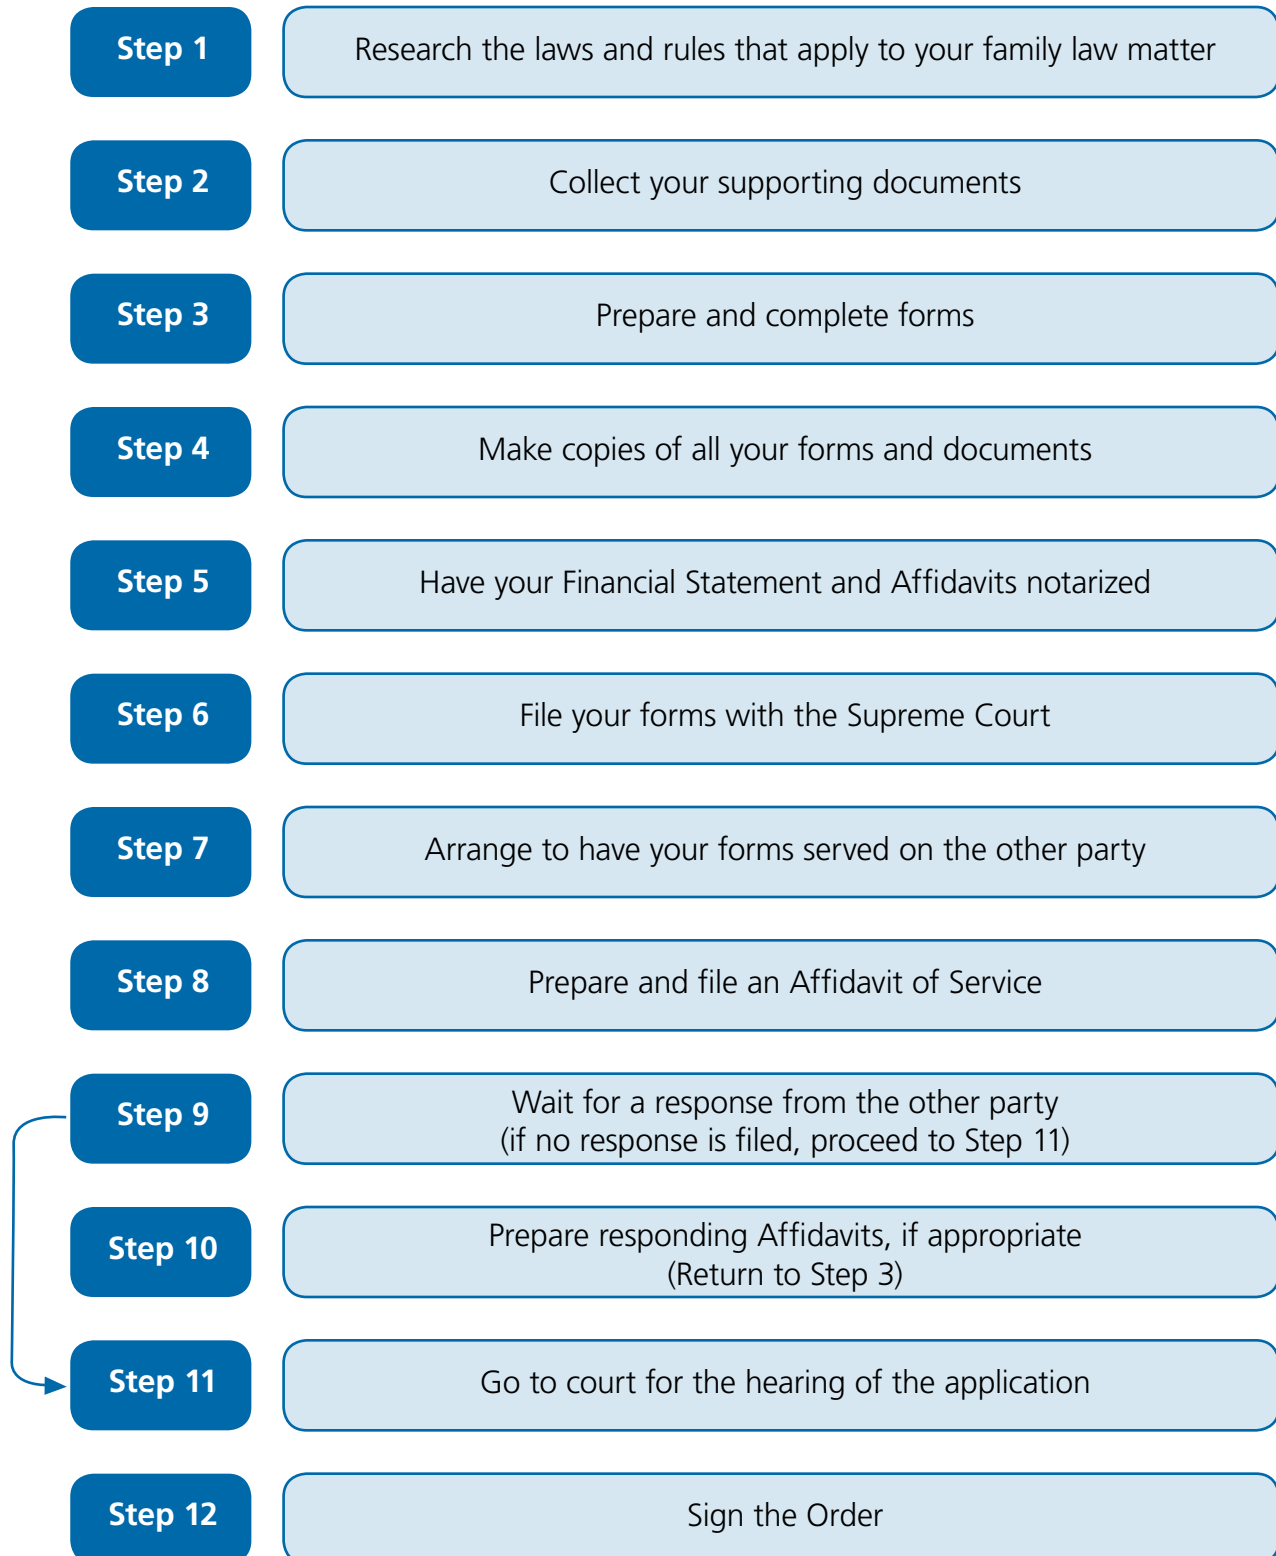 Step 1
Research the laws and rules that apply to your family law matter
Step 2
Collect your supporting documents
Step 3
Prepare and complete forms
Step 4
Make copies of all your forms and documents
Step 5
Have your Financial Statement and Affidavits notarized
Step 6
File your forms with the Supreme Court
Step 7
Arrange to have your forms served on the other party
Step 8
Prepare and file an Affidavit of Service
Step 9
Wait for a response from the other party
(if no response is filed, proceed to Step 11)
Step 10
Prepare responding Affidavits, if appropriate
(Return to Step 3)
Step 11
Go to court for the hearing of the application
Step 12
Sign the Order